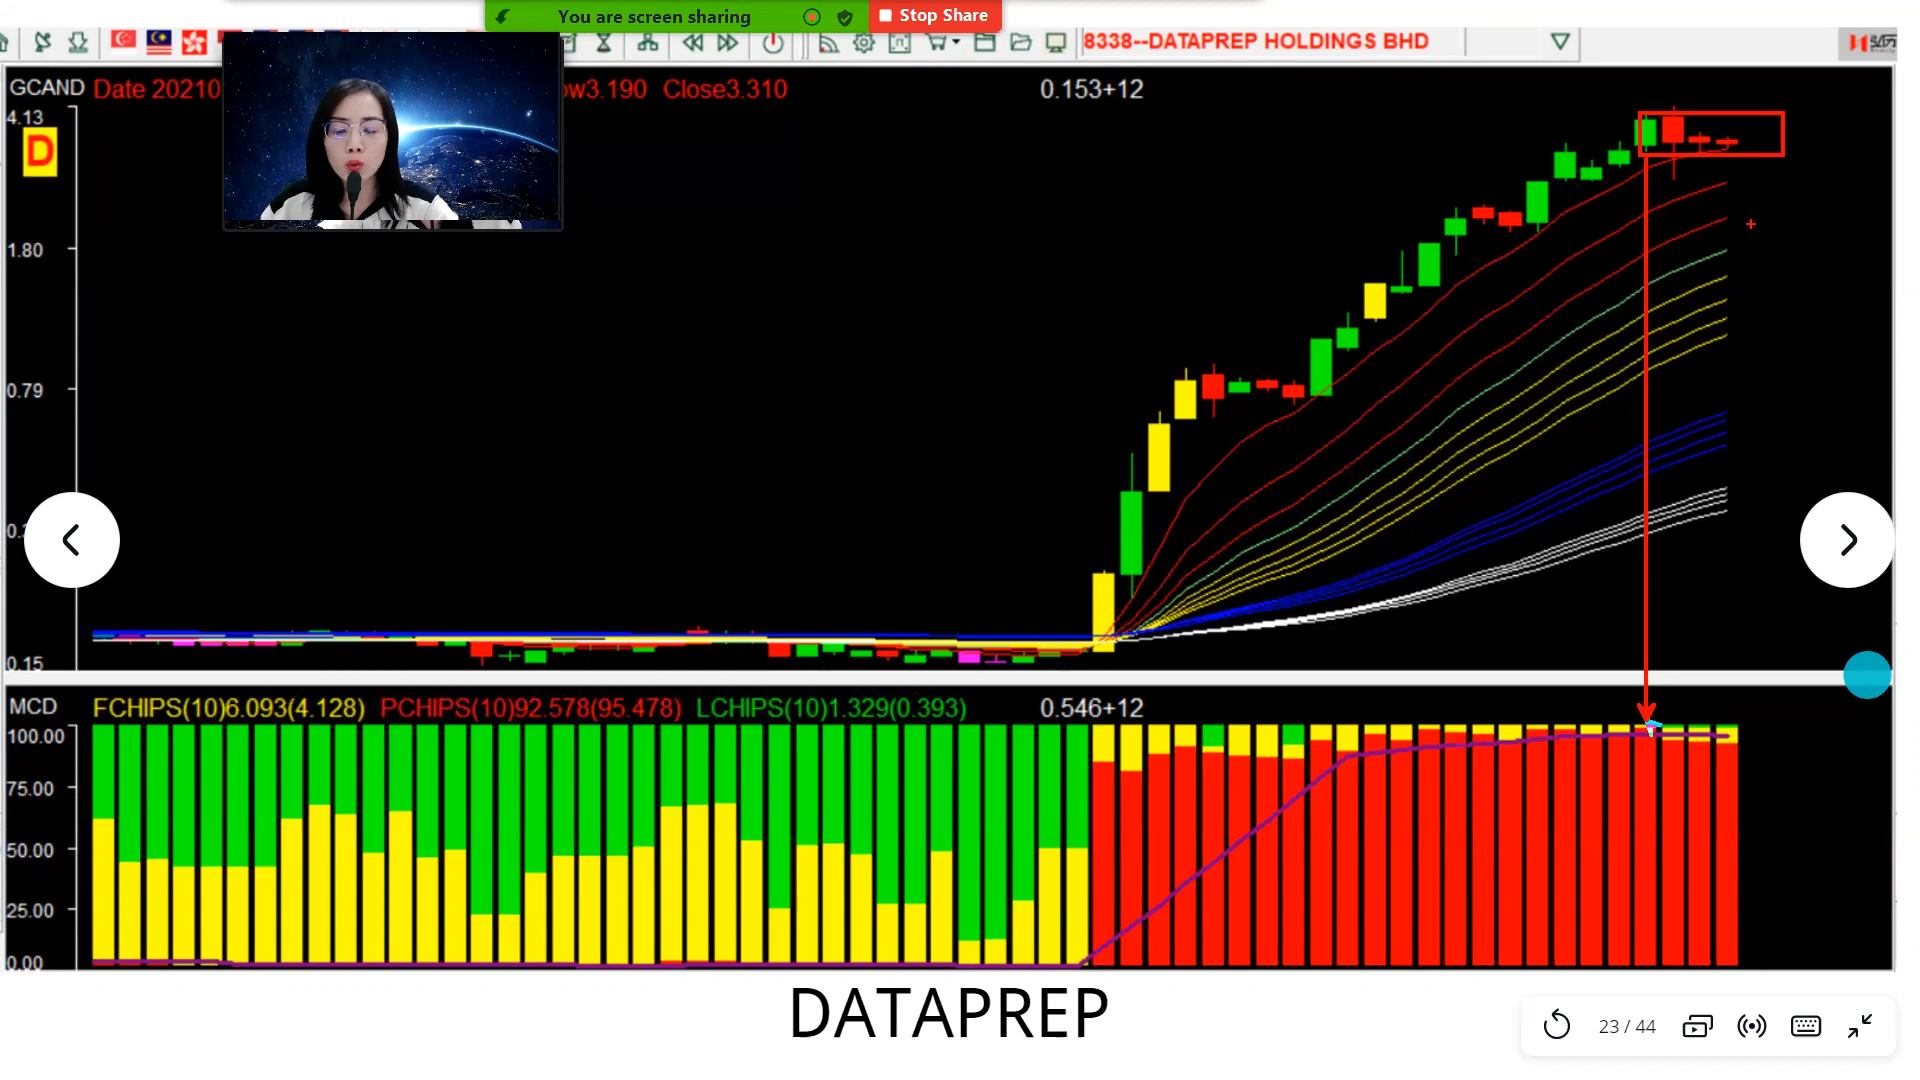 You are screen sharing
Stop Share
8338--DATAPREP HOLDINGS BHD
GCAND Date 20210 ow3.190 Close3.310 0.153+12
4.13
D
1.80
0.79
0.15
MCD FCHIPS(10)6.093(4.128) PCHIPS(10)92.578(95.478) LCHIPS(10)1.329(0.393) 0.546+12
100.00
75.00
50.00
25.00
0.00
DATAPREP
23 / 44